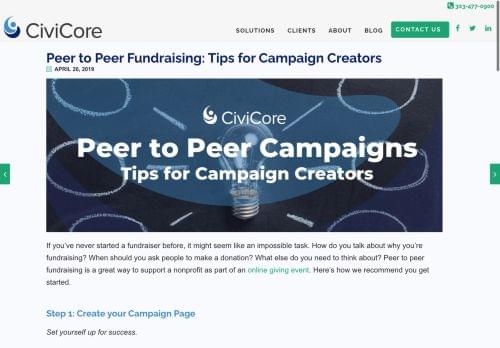 303-477-0900
CiviCore
SOLUTIONS CLIENTS ABOUT BLOG CONTACT US
Peer to Peer Fundraising: Tips for Campaign Creators
APRIL 26, 2019
CiviCore
Peer to Peer Campaigns
Tips for Campaign Creators
If you've never started a fundraiser before, it might seem like an impossible task. How do you talk about why you're
fundraising? When should you ask people to make a donation? What else do you need to think about? Peer to peer
fundraising is a great way to support a nonprofit as part of an online giving event. Here's how we recommend you get
started.
Step 1: Create your Campaign Page
Set yourself up for success.